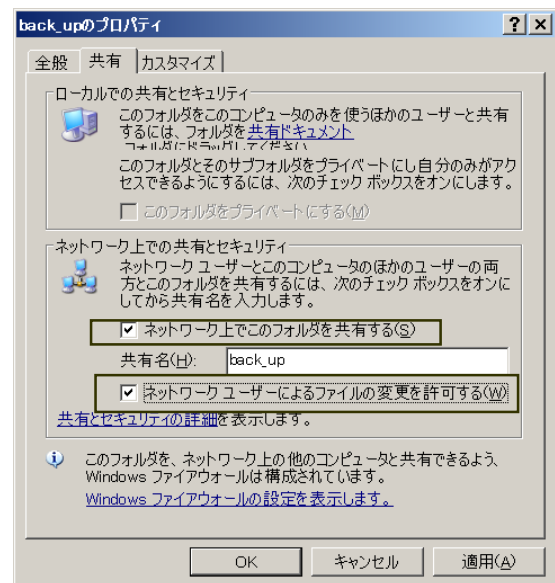 back_upのプロパティ
全般
共有
カスタマイズ
ローカルでの共有とセキュリティ
このフォルダをこのコンピュータのみを使うほかのユーザーと共有
するには、フォルダを共有ドキュメント
フォルダにドラッグしてください
このフォルダとそのサブフォルダをプライベートにし自分のみがアク
セスできるようにするには、次のチェック ボックスをオンにします。
このフォルダをプライベートにする(M)
ネットワーク上での共有とセキュリティ
ネットワーク ユーザーとこのコンピュータのほかのユーザーの両
方とこのフォルダを共有するには、次のチェック ボックスをオンに
してから共有名を入力します。
ネットワーク上でこのフォルダを共有する(S)
共有名(H):
back_up
ネットワーク ユーザーによるファイルの変更を許可する(W)
共有とセキュリティの詳細を表示します。
このフォルダを、ネットワーク上の他のコンピュータと共有できるよう、
Windows ファイアウォールは構成されています。
Windows ファイアウォールの設定を表示します。
OK
キャンセル
適用(A)